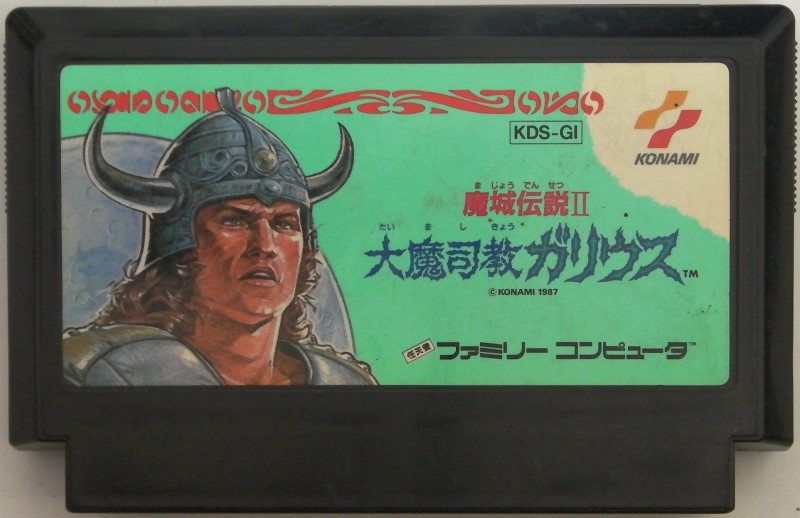 KDS-GI
KONAMI
まじょうでんせつ
魔城伝説II
だいましきょう
大魔司教ガリウス™
© KONAMI 1987
任天堂 ファミリー コンピュータ™